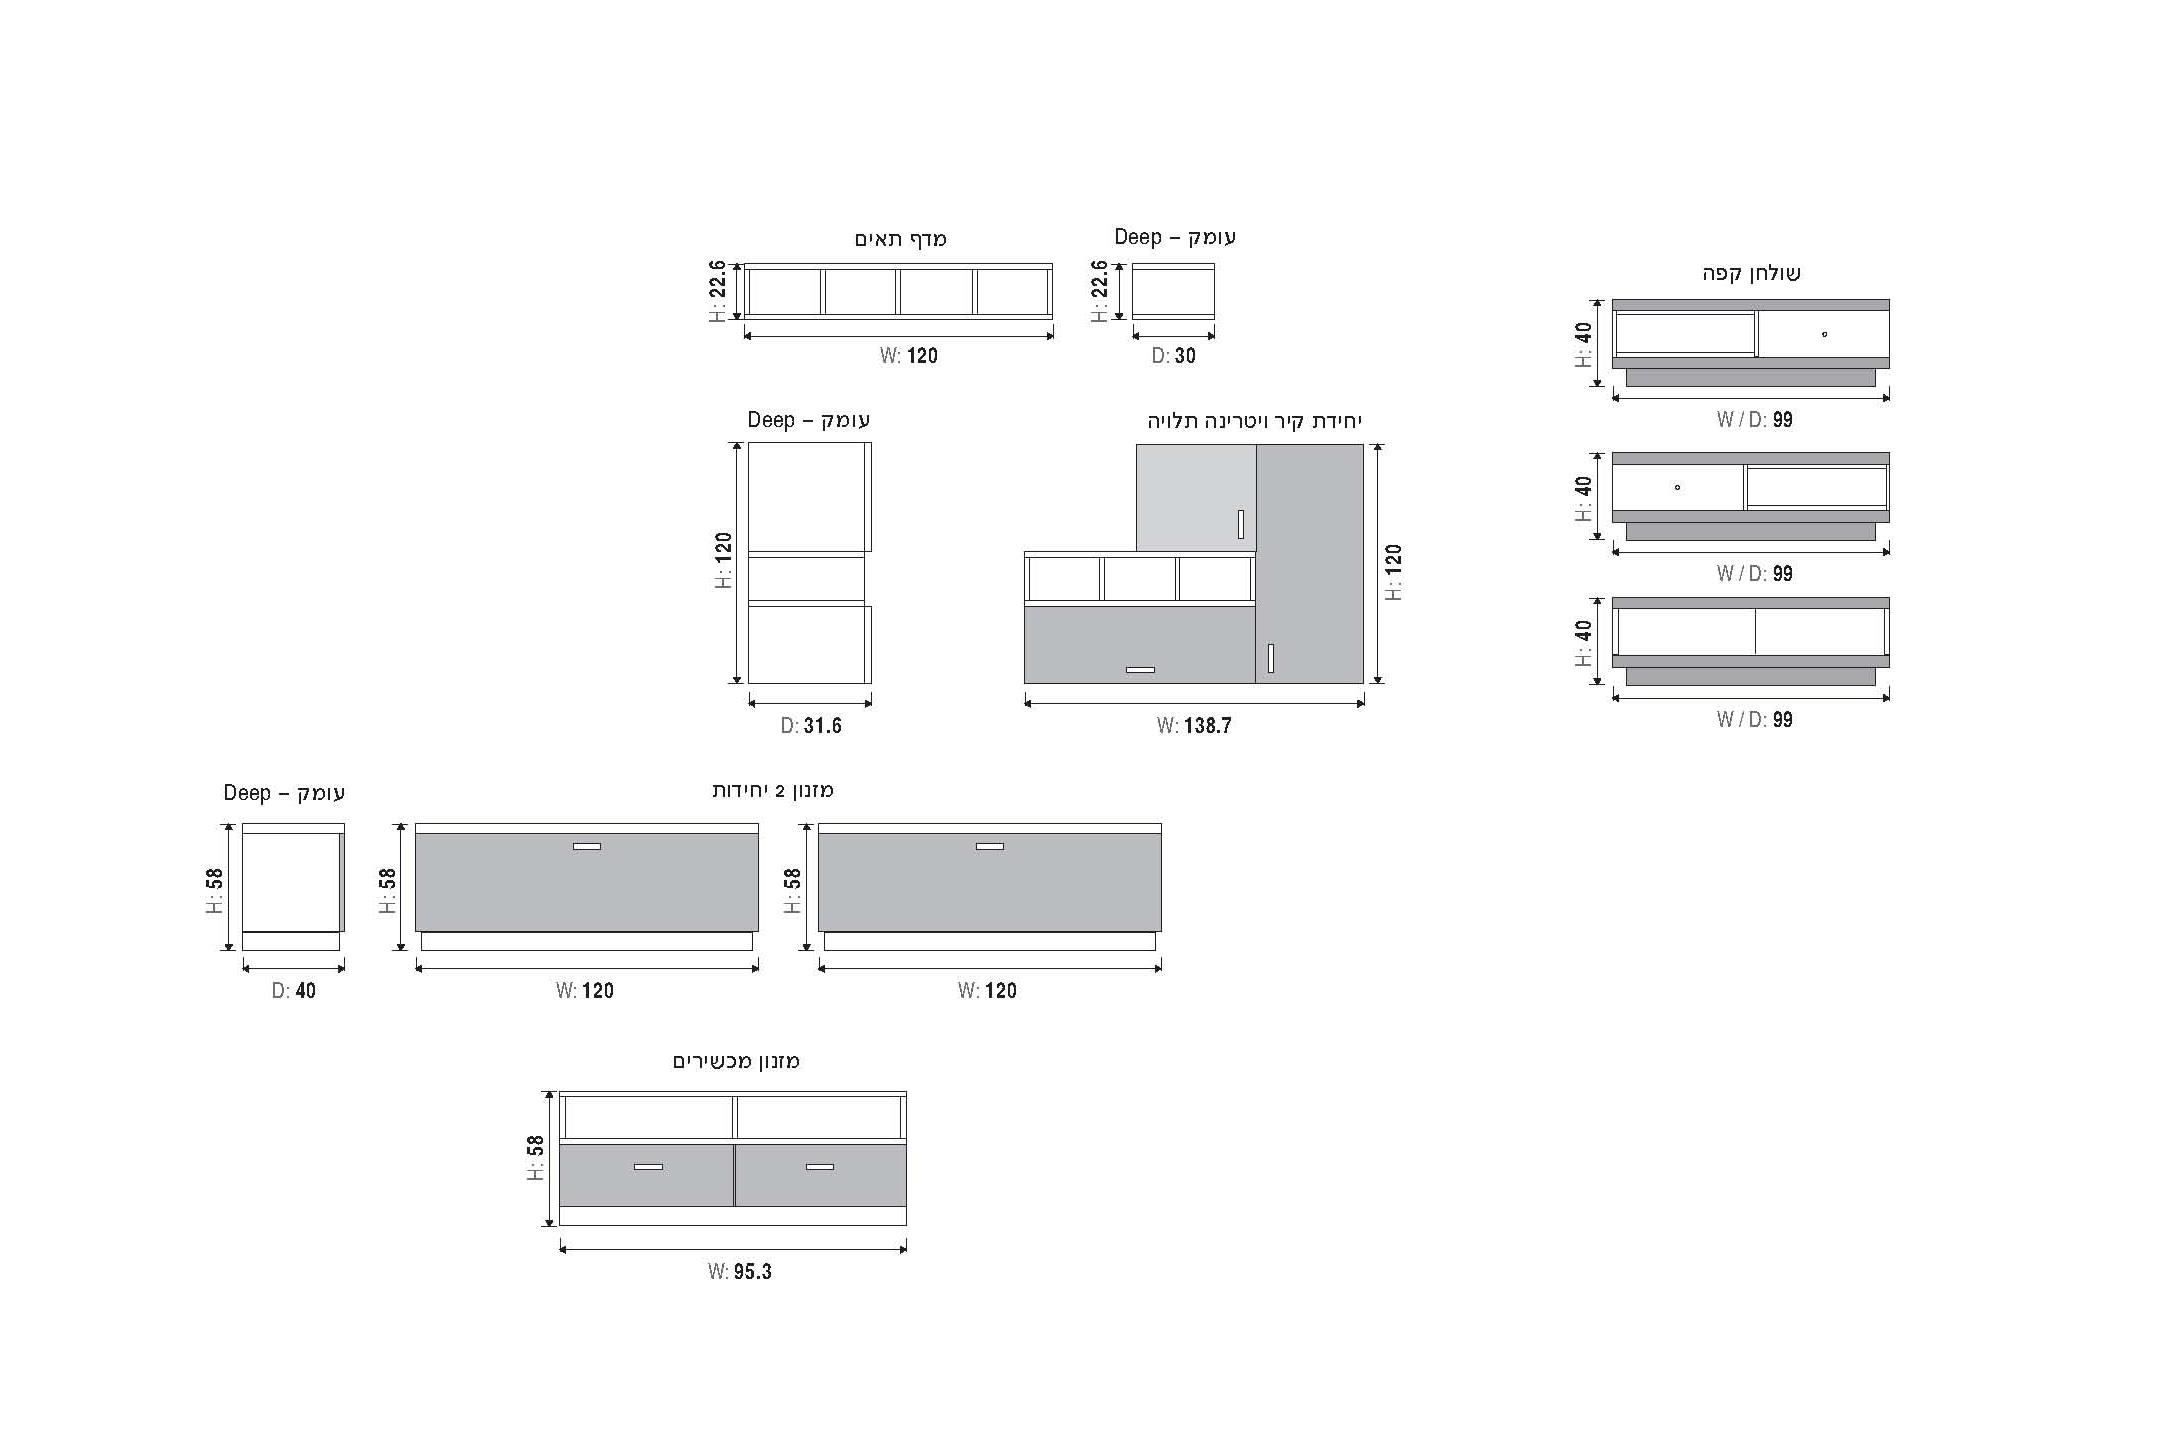 מדף תאים
H: 22.6
W: 120
עומק – Deep
H: 22.6
D: 30
שולחן קפה
H: 40
W / D: 99
H: 40
W / D: 99
H: 40
W / D: 99
עומק – Deep
H: 120
D: 31.6
יחידת קיר ויטרינה תלויה
H: 120
W: 138.7
עומק – Deep
H: 58
D: 40
מזנון 2 יחידות
H: 58
W: 120
H: 58
W: 120
מזנון מכשירים
H: 58
W: 95.3